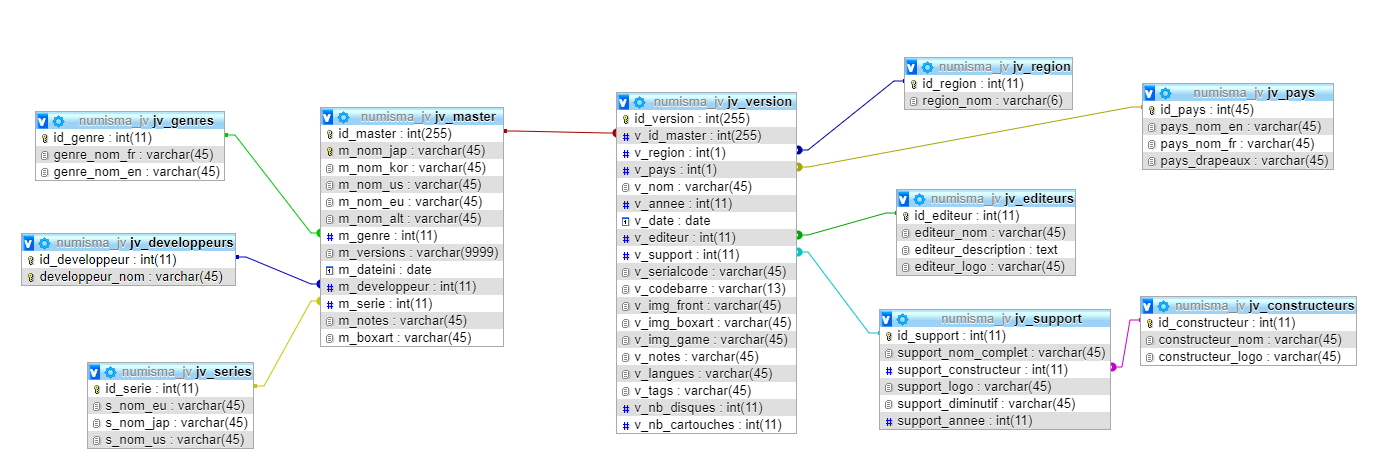 numisma_jv jv_genres
id_genre : int(11)
genre_nom_fr : varchar(45)
genre_nom_en : varchar(45)
numisma_jv jv_developpeurs
id_developpeur : int(11)
developpeur_nom : varchar(45)
numisma_jv jv_series
id_serie : int(11)
s_nom_eu : varchar(45)
s_nom_jap : varchar(45)
s_nom_us : varchar(45)
numisma_jv jv_master
id_master : int(255)
m_nom_jap : varchar(45)
m_nom_kor : varchar(45)
m_nom_us : varchar(45)
m_nom_eu : varchar(45)
m_nom_alt : varchar(45)
m_genre : int(11)
m_versions : varchar(9999)
m_dateini : date
m_developpeur : int(11)
m_serie : int(11)
m_notes : varchar(45)
m_boxart : varchar(45)
numisma_jv jv_version
id_version : int(255)
v_id_master : int(255)
v_region : int(1)
v_pays : int(1)
v_nom : varchar(45)
v_annee : int(11)
v_date : date
v_editeur : int(11)
v_support : int(11)
v_serialcode : varchar(45)
v_codebarre : varchar(13)
v_img_front : varchar(45)
v_img_boxart : varchar(45)
v_img_game : varchar(45)
v_notes : varchar(45)
v_langues : varchar(45)
v_tags : varchar(45)
v_nb_disques : int(11)
v_nb_cartouches : int(11)
numisma_jv jv_region
id_region : int(11)
region_nom : varchar(6)
numisma_jv jv_pays
id_pays : int(45)
pays_nom_en : varchar(45)
pays_nom_fr : varchar(45)
pays_drapeaux : varchar(45)
numisma_jv jv_editeurs
id_editeur : int(11)
editeur_nom : varchar(45)
editeur_description : text
editeur_logo : varchar(45)
numisma_jv jv_support
id_support : int(11)
support_nom_complet : varchar(45)
support_constructeur : int(11)
support_logo : varchar(45)
support_diminutif : varchar(45)
support_annee : int(11)
numisma_jv jv_constructeurs
id_constructeur : int(11)
constructeur_nom : varchar(45)
constructeur_logo : varchar(45)